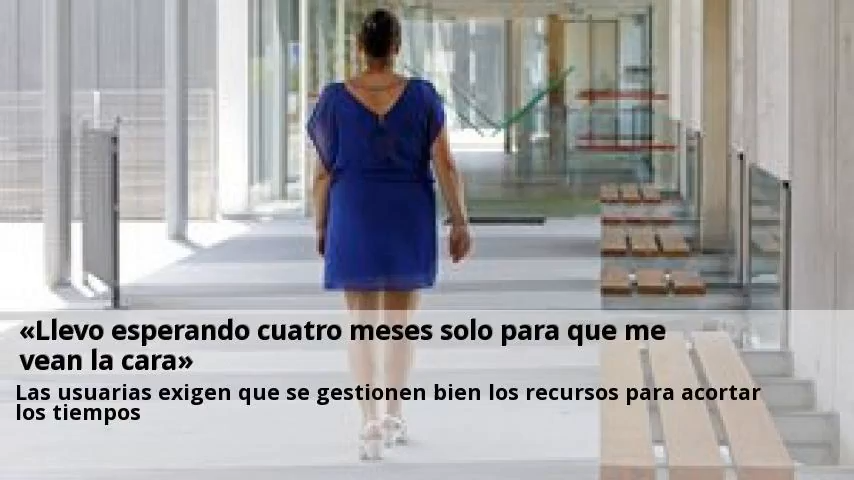 «Llevo esperando cuatro meses solo para que me
vean la cara»
Las usuarias exigen que se gestionen bien los recursos para acortar
los tiempos